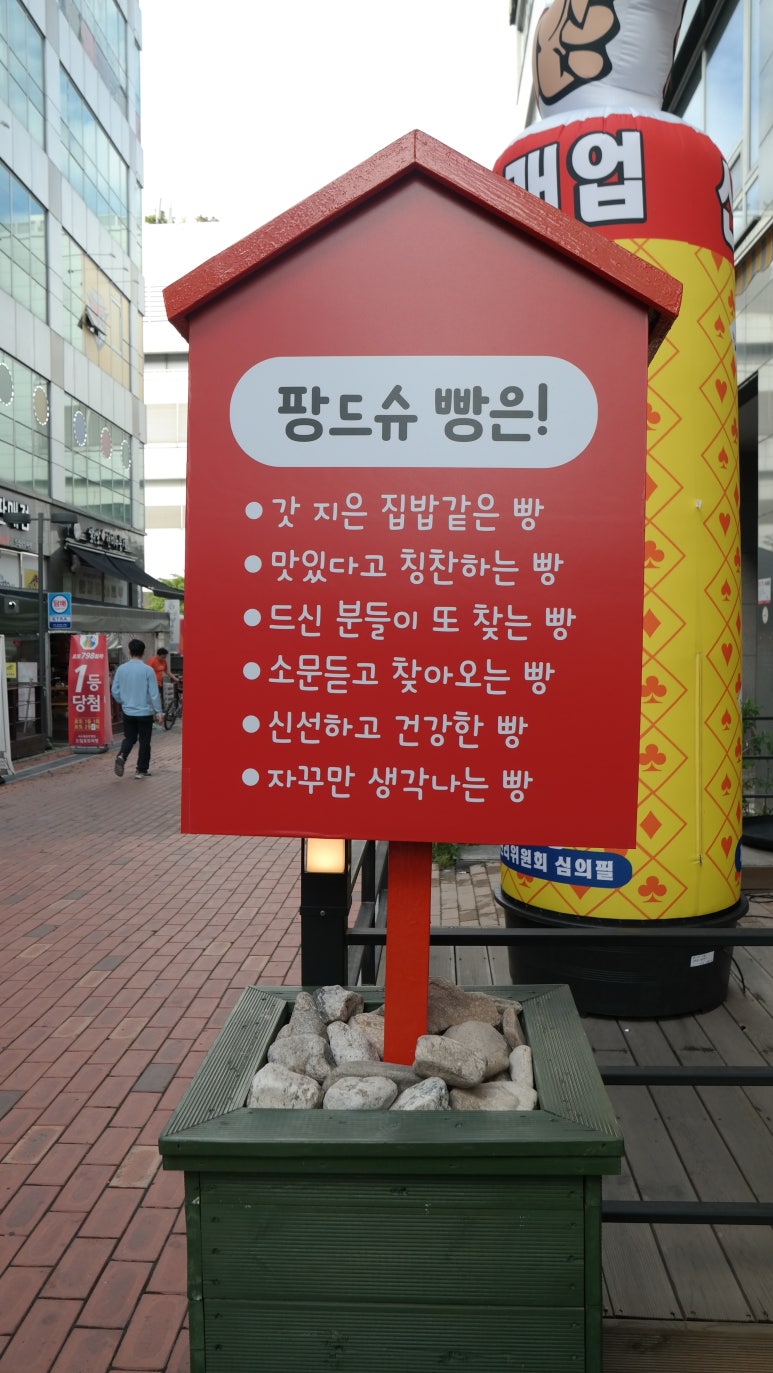 팡드슈 빵은!
갓 지은 집밥같은 빵
맛있다고 칭찬하는 빵
드신 분들이 또 찾는 빵
소문듣고 찾아오는 빵
신선하고 건강한 빵
자꾸만 생각나는 빵
업
위원회 심의필
1등
당첨